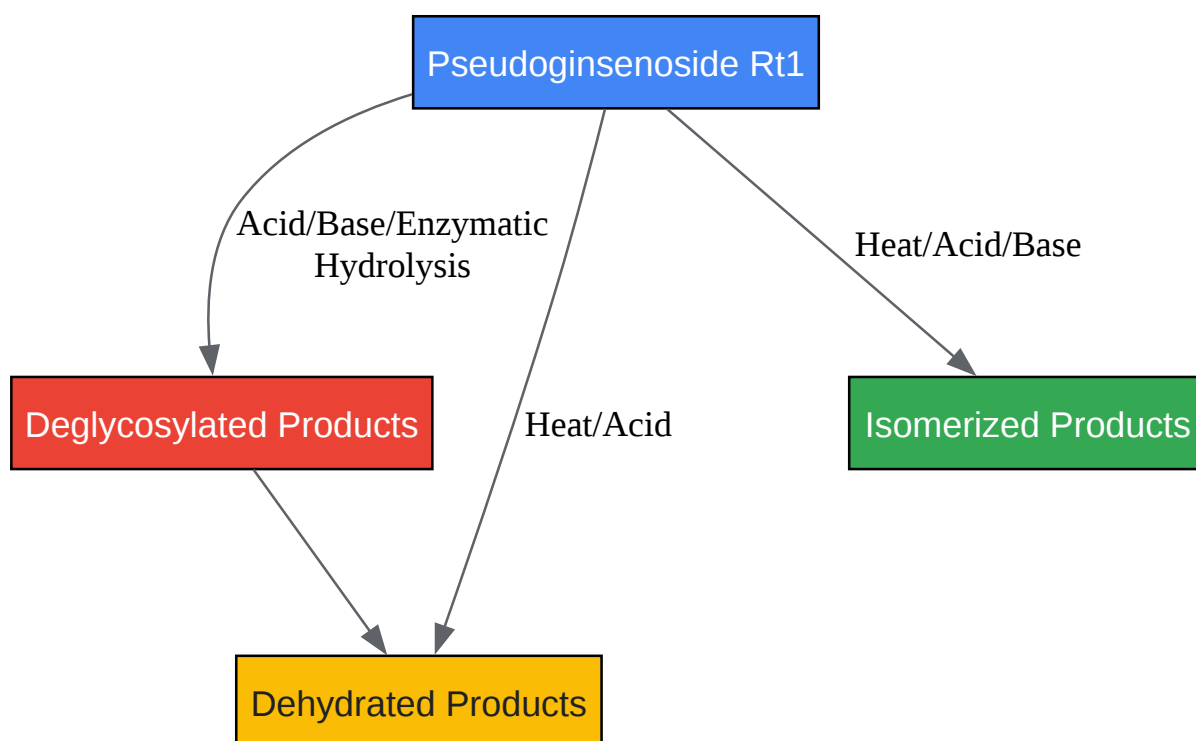 Pseudoginsenoside Rt1
Acid/Base/Enzymatic
Hydrolysis
Heat/Acid/Base
Heat/Acid
Deglycosylated Products
Isomerized Products
Dehydrated Products